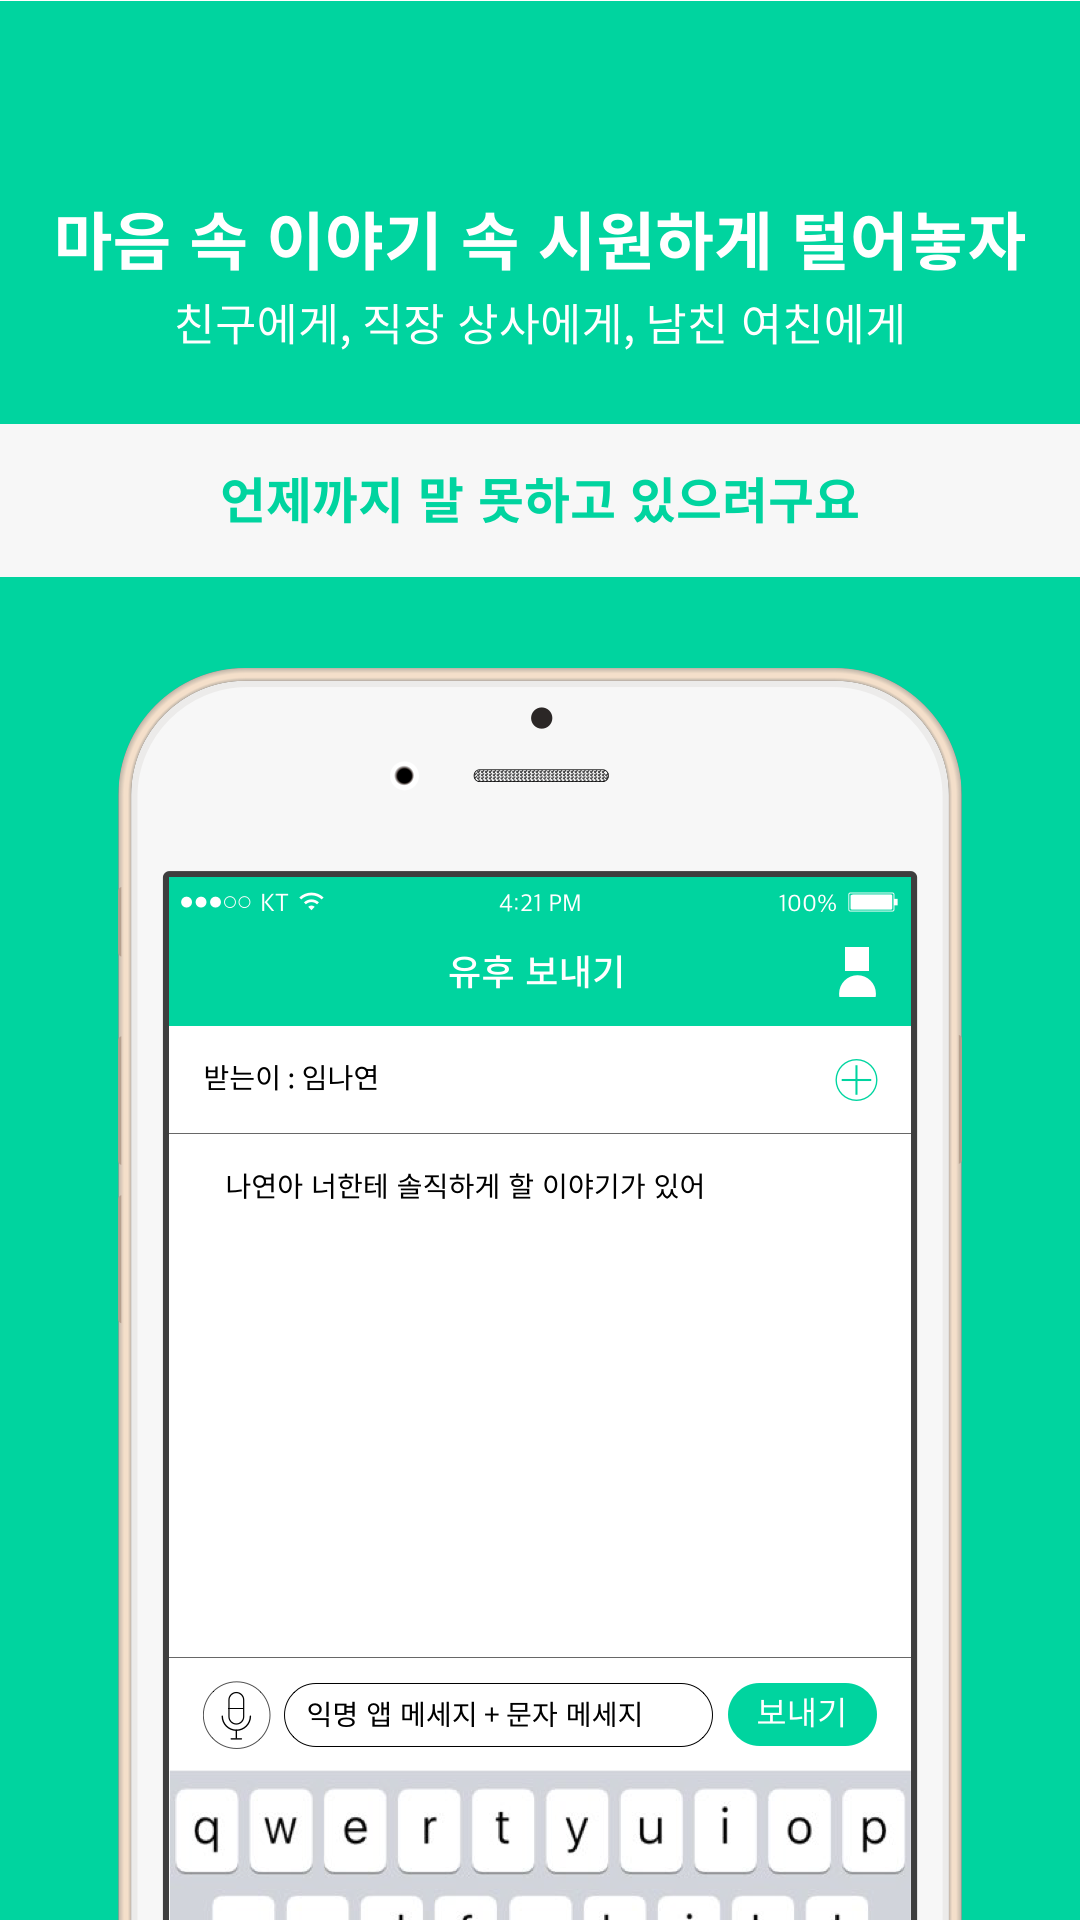 마음 속 이야기 속 시원하게 털어놓자
친구에게, 직장 상사에게, 남친 여친에게
언제까지 말 못하고 있으려구요
KT 4:21 PM 100%
유후 보내기
받는이 : 임나연
나연아 너한테 솔직하게 할 이야기가 있어
익명 앱 메세지 + 문자 메세지 보내기
q w e r t y u i o p